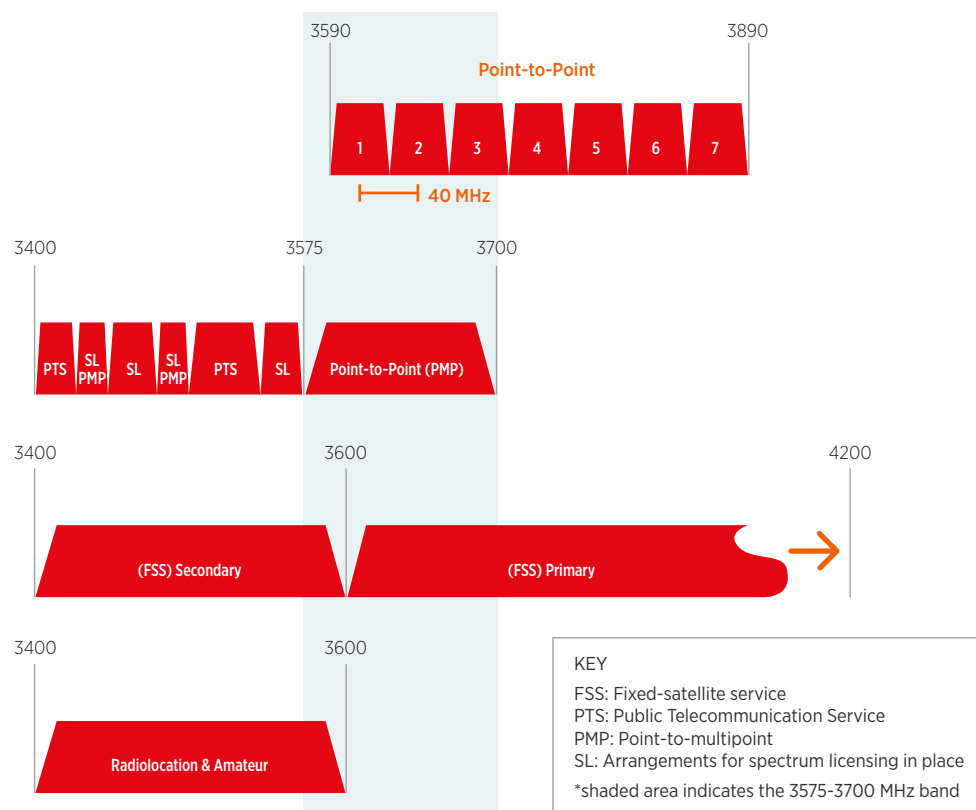 3590
3890
Point-to-Point
1 2 3 4 5 6 7
40 MHz
3400
3575
3700
PTS
SL
PMP
SL
SL
PMP
PTS
SL
Point-to-Point (PMP)
3400
3600
4200
(FSS) Secondary
(FSS) Primary
3400
3600
Radiolocation & Amateur
KEY
FSS: Fixed-satellite service
PTS: Public Telecommunication Service
PMP: Point-to-multipoint
SL: Arrangements for spectrum licensing in place
*shaded area indicates the 3575-3700 MHz band